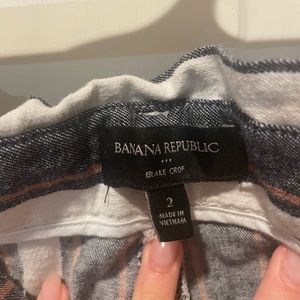 BANANA REPUBLIC
BLAKE CROP
2
MADE IN
VIETNAM